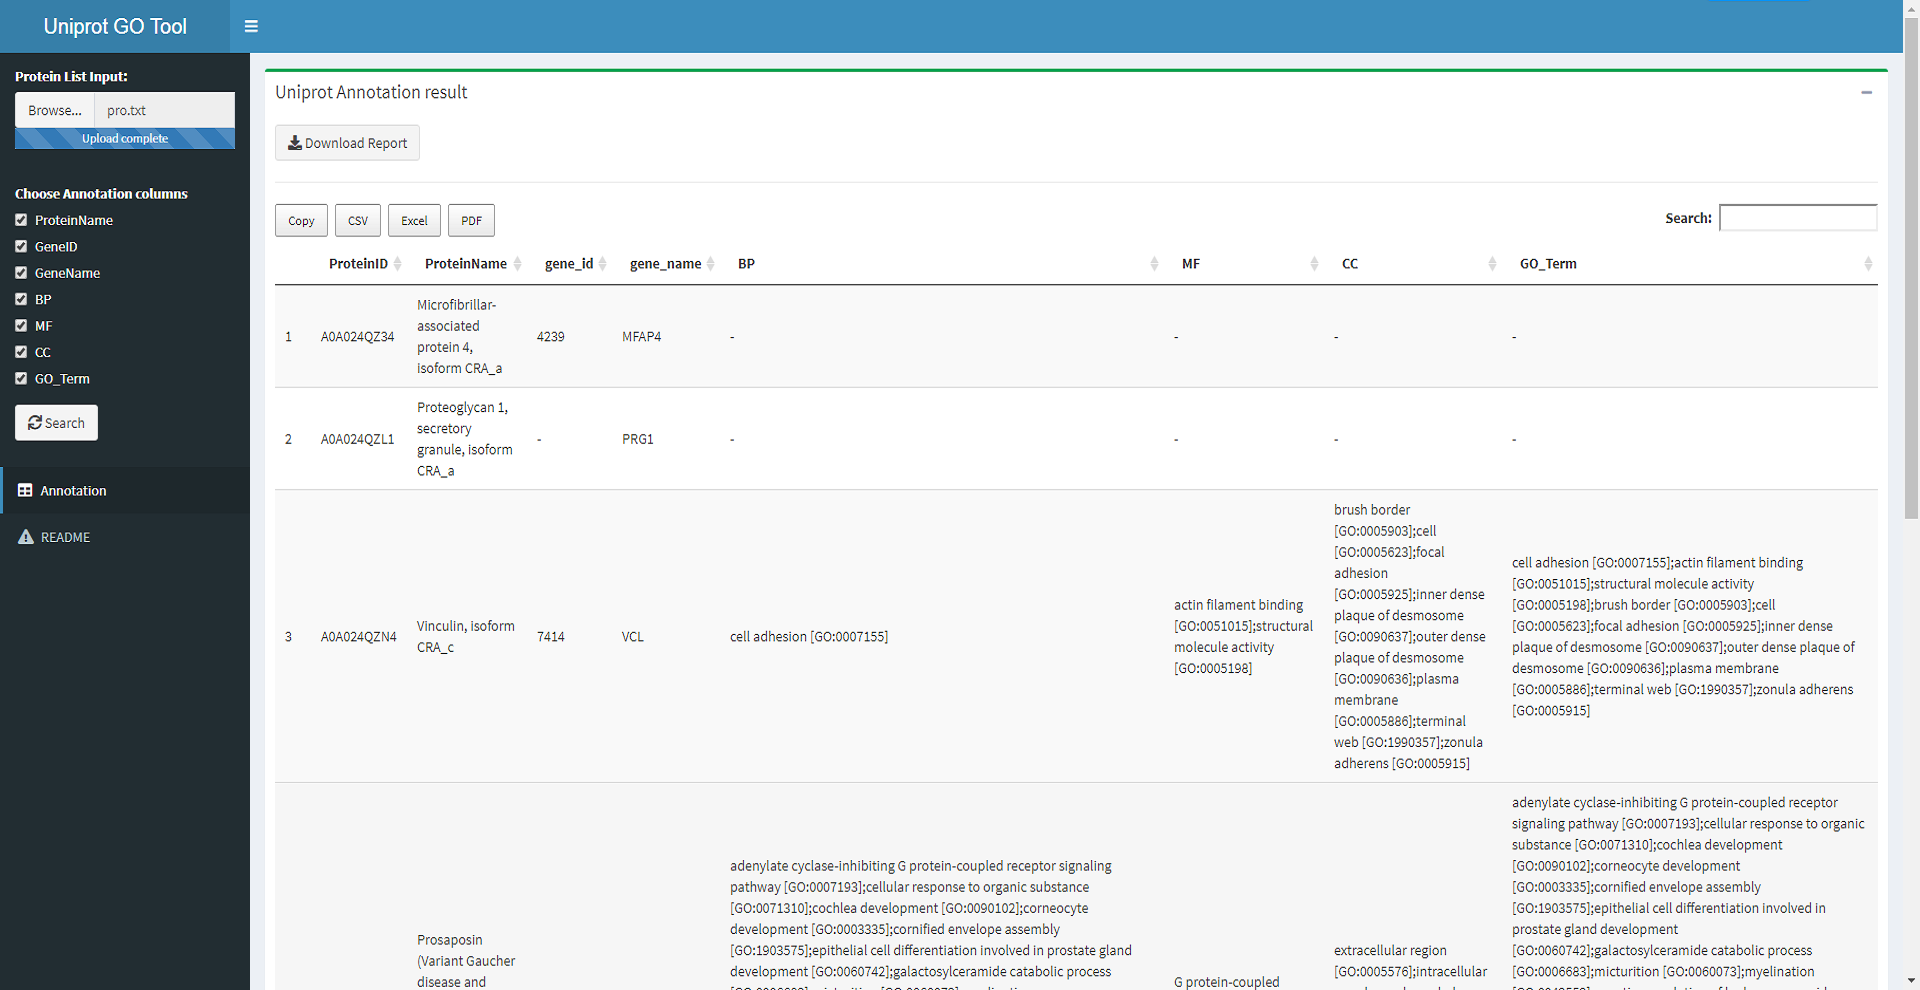 Uniprot GO Tool
Protein List Input:
Browse... pro.txt
Upload complete
Choose Annotation columns
ProteinName
GeneID
GeneName
BP
MF
CC
GO_Term
Search
Annotation
README
Uniprot Annotation result
Download Report
Copy CSV Excel PDF
Search:
ProteinID ProteinName gene_id gene_name BP MF CC GO_Term
1 A0A024QZ34
Microfibrillar-
associated
protein 4,
isoform CRA_a
4239 MFAP4 - - - -
2 A0A024QZL1
Proteoglycan 1,
secretory
granule, isoform
CRA_a
- PRG1 - - - -
3 A0A024QZN4
Vinculin, isoform
CRA_c
7414 VCL cell adhesion [GO:0007155]
actin filament binding
[GO:0051015];structural
molecule activity
[GO:0005198]
brush border
[GO:0005903];cell
[GO:0005623];focal
adhesion
[GO:0005925];inner dense
plaque of desmosome
[GO:0090637];outer dense
plaque of desmosome
[GO:0090636];plasma
membrane
[GO:0005886];terminal
web [GO:1990357];zonula
adherens [GO:0005915]
cell adhesion [GO:0007155];actin filament binding
[GO:0051015];structural molecule activity
[GO:0005198];brush border [GO:0005903];cell
[GO:0005623];focal adhesion [GO:0005925];inner dense
plaque of desmosome [GO:0090637];outer dense plaque of
desmosome [GO:0090636];plasma membrane
[GO:0005886];terminal web [GO:1990357];zonula adherens
[GO:0005915]
Prosaposin
(Variant Gaucher
disease and
adenylate cyclase-inhibiting G protein-coupled receptor signaling
pathway [GO:0007193];cellular response to organic substance
[GO:0071310];cochlea development [GO:0090102];corneocyte
development [GO:0003335];cornified envelope assembly
[GO:1903575];epithelial cell differentiation involved in prostate gland
development [GO:0060742];galactosylceramide catabolic process
G protein-coupled
extracellular region
[GO:0005576];intracellular
adenylate cyclase-inhibiting G protein-coupled receptor
signaling pathway [GO:0007193];cellular response to organic
substance [GO:0071310];cochlea development
[GO:0090102];corneocyte development
[GO:0003335];cornified envelope assembly
[GO:1903575];epithelial cell differentiation involved in
prostate gland development
[GO:0060742];galactosylceramide catabolic process
[GO:0006683];micturition [GO:0060073];myelination